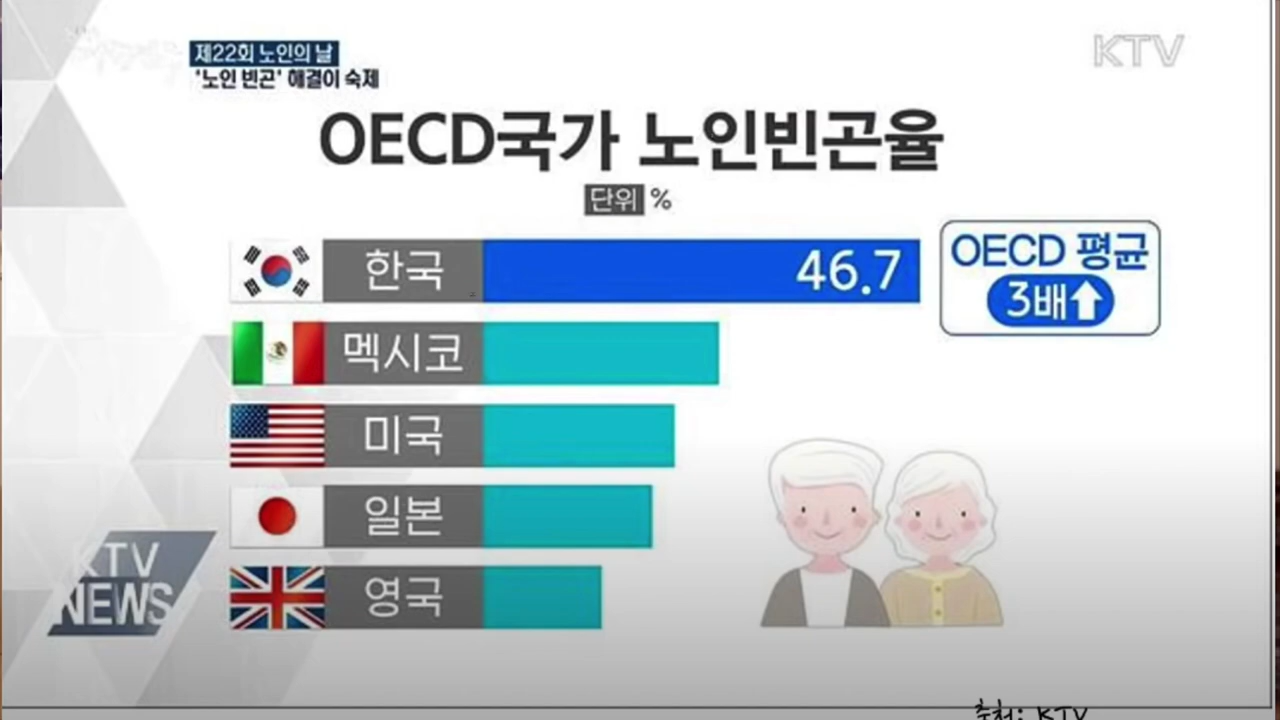 제22회 노인의 날
'노인 빈곤' 해결이 숙제
KTV
OECD국가 노인빈곤율
단위 %
한국 46.7
OECD 평균
3배
멕시코
미국
일본
영국
KTV
NEWS
출처: KTV